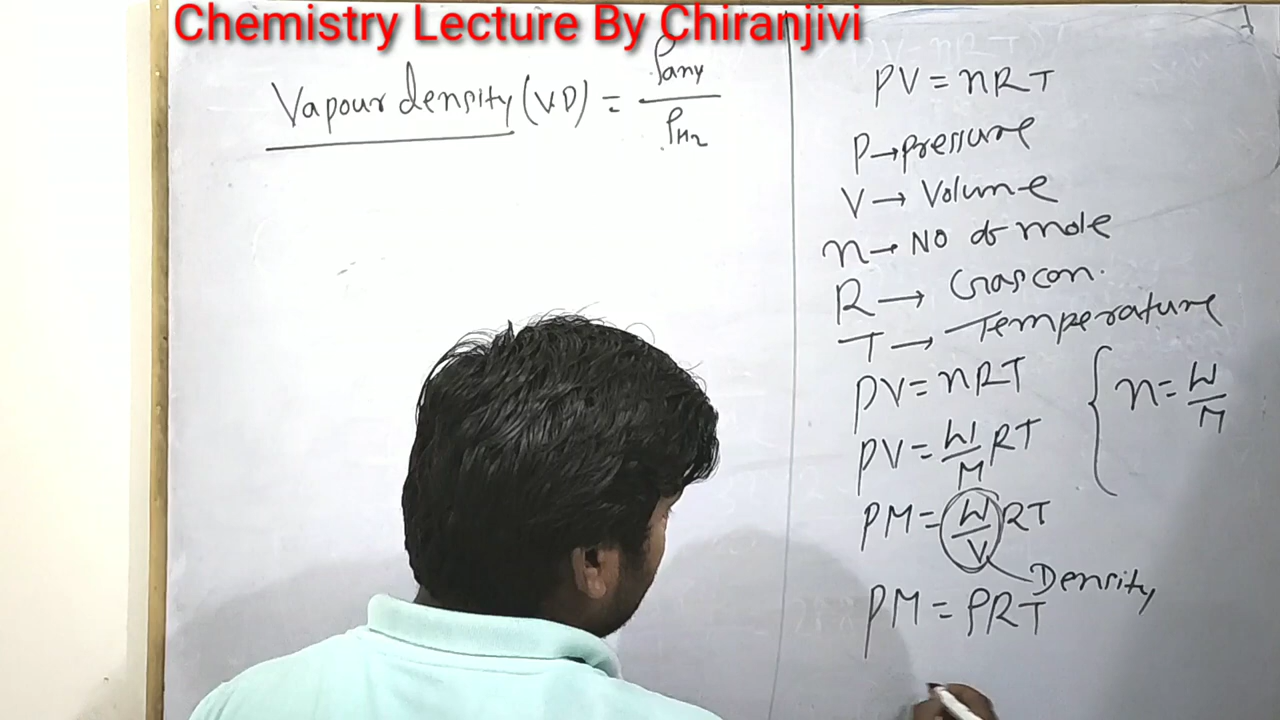 Chemistry Lecture By Chiranjivi
Vapour density (VD) = ρany / ρH₂
PV = nRT
P → pressure
V → Volume
n → No of mole
R → Gas con.
T → Temperature
PV = nRT { n = W/M
PV = W/M RT
PM = W/V RT
Density
PM = ρRT